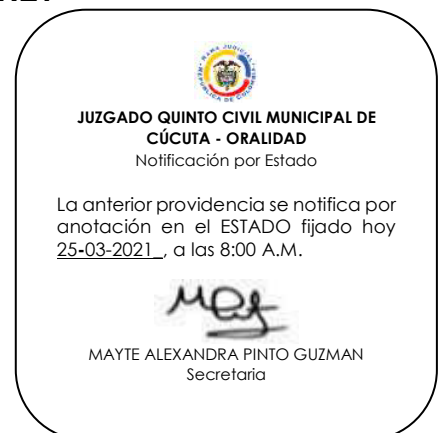 JUZGADO QUINTO CIVIL MUNICIPAL DE
CÚCUTA - ORALIDAD
Notificación por Estado
La anterior providencia se notifica por
anotación en el ESTADO fijado hoy
25-03-2021_, a las 8:00 A.M.
MAYTE ALEXANDRA PINTO GUZMAN
Secretaria